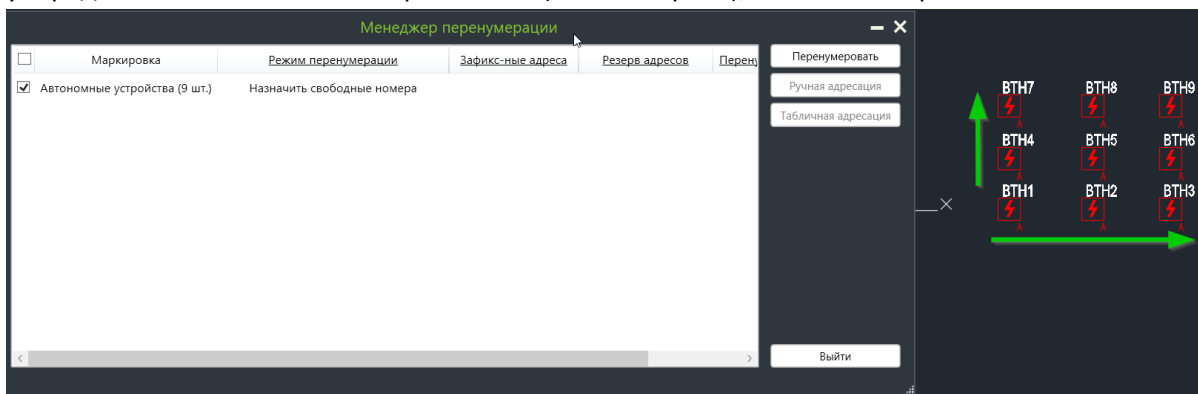 Менеджер перенумерации
Маркировка Режим перенумерации Зафикс-ные адреса Резерв адресов Перену
Автономные устройства (9 шт.) Назначить свободные номера
Перенумеровать
Ручная адресация
Табличная адресация
Выйти
BTH7 BTH8 BTH9
A A A
BTH4 BTH5 BTH6
A A A
BTH1 BTH2 BTH3
A A A